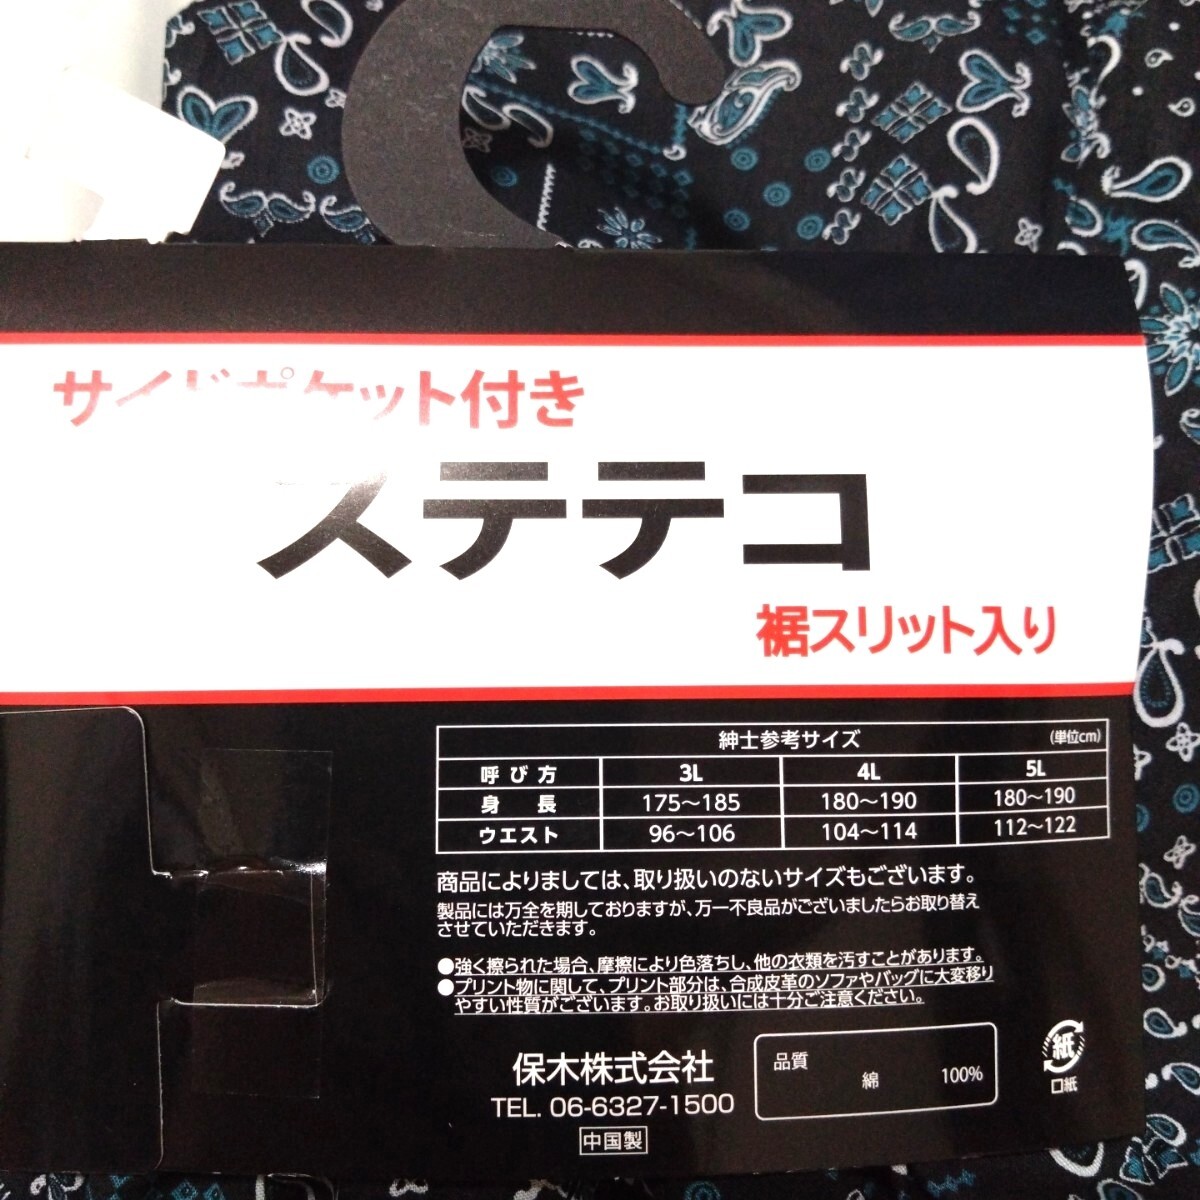 サイドポケット付き
ステテコ
裾スリット入り
紳士参考サイズ (単位cm)
呼び方 3L 4L 5L
身長 175〜185 180〜190 180〜190
ウエスト 96〜106 104〜114 112〜122
商品によりましては、取り扱いのないサイズもございます。
製品には万全を期しておりますが、万一不良品がございましたらお取り替え
させていただきます。
●強く擦られた場合、摩擦により色落ちし、他の衣類を汚すことがあります。
●プリント物に関して、プリント部分は、合成皮革のソファやバッグに大変移り
やすい性質がございます。お取り扱いには十分ご注意ください。
保木株式会社
TEL. 06-6327-1500
中国製
品質
綿 100%
紙
口紙